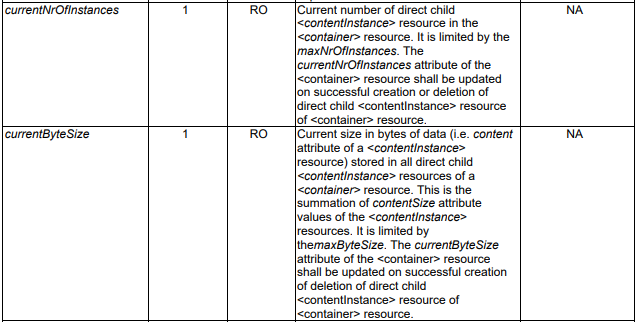 currentNrOfInstances 1 RO Current number of direct child NA
<contentInstance> resource in the
<container> resource. It is limited by the
maxNrOfInstances. The
currentNrOfInstances attribute of the
<container> resource shall be updated
on successful creation or deletion of
direct child <contentInstance> resource
of <container> resource.
currentByteSize 1 RO Current size in bytes of data (i.e. content NA
attribute of a <contentInstance>
resource) stored in all direct child
<contentInstance> resources of a
<container> resource. This is the
summation of contentSize attribute
values of the <contentInstance>
resources. It is limited by
themaxByteSize. The currentByteSize
attribute of the <container> resource
shall be updated on successful creation
of deletion of direct child
<contentInstance> resource of
<container> resource.